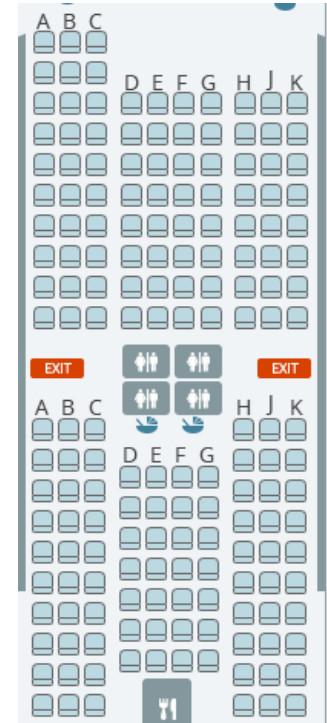 A B C
D E F G H J K
EXIT EXIT
A B C H J K
D E F G